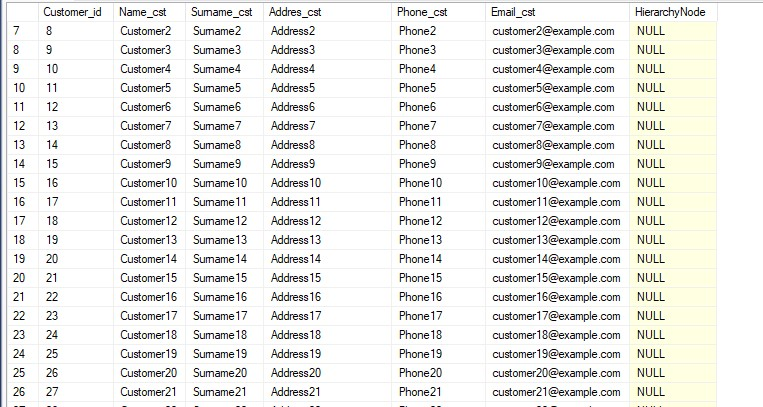 Customer_id Name_cst Surname_cst Addres_cst Phone_cst Email_cst HierarchyNode
7 8 Customer2 Surname2 Address2 Phone2 customer2@example.com NULL
8 9 Customer3 Surname3 Address3 Phone3 customer3@example.com NULL
9 10 Customer4 Surname4 Address4 Phone4 customer4@example.com NULL
10 11 Customer5 Surname5 Address5 Phone5 customer5@example.com NULL
11 12 Customer6 Surname6 Address6 Phone6 customer6@example.com NULL
12 13 Customer7 Surname7 Address7 Phone7 customer7@example.com NULL
13 14 Customer8 Surname8 Address8 Phone8 customer8@example.com NULL
14 15 Customer9 Surname9 Address9 Phone9 customer9@example.com NULL
15 16 Customer10 Surname10 Address10 Phone10 customer10@example.com NULL
16 17 Customer11 Surname11 Address11 Phone11 customer11@example.com NULL
17 18 Customer12 Surname12 Address12 Phone12 customer12@example.com NULL
18 19 Customer13 Surname13 Address13 Phone13 customer13@example.com NULL
19 20 Customer14 Surname14 Address14 Phone14 customer14@example.com NULL
20 21 Customer15 Surname15 Address15 Phone15 customer15@example.com NULL
21 22 Customer16 Surname16 Address16 Phone16 customer16@example.com NULL
22 23 Customer17 Surname17 Address17 Phone17 customer17@example.com NULL
23 24 Customer18 Surname18 Address18 Phone18 customer18@example.com NULL
24 25 Customer19 Surname19 Address19 Phone19 customer19@example.com NULL
25 26 Customer20 Surname20 Address20 Phone20 customer20@example.com NULL
26 27 Customer21 Surname21 Address21 Phone21 customer21@example.com NULL